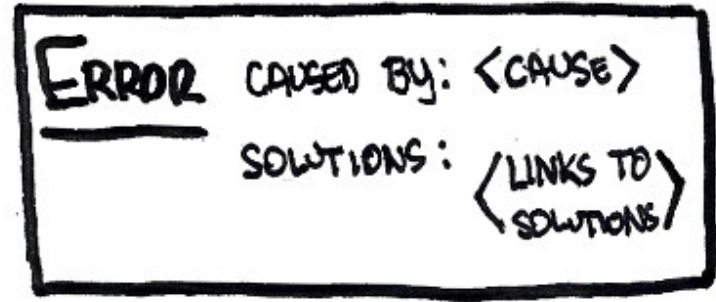 ERROR CAUSED BY: <CAUSE>
SOLUTIONS: <LINKS TO
SOLUTIONS>